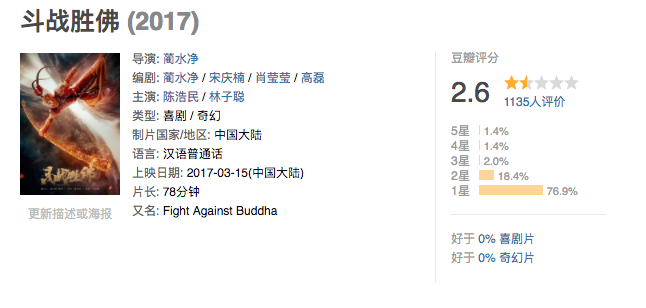 斗战胜佛 (2017)
导演: 蔺水净
编剧: 蔺水净 / 宋庆楠 / 肖莹莹 / 高磊
主演: 陈浩民 / 林子聪
类型: 喜剧 / 奇幻
制片国家/地区: 中国大陆
语言: 汉语普通话
上映日期: 2017-03-15(中国大陆)
片长: 78分钟
又名: Fight Against Buddha
斗战胜佛
更新描述或海报
豆瓣评分
2.6
1135人评价
5星 1.4%
4星 1.4%
3星 2.0%
2星 18.4%
1星 76.9%
好于 0% 喜剧片
好于 0% 奇幻片